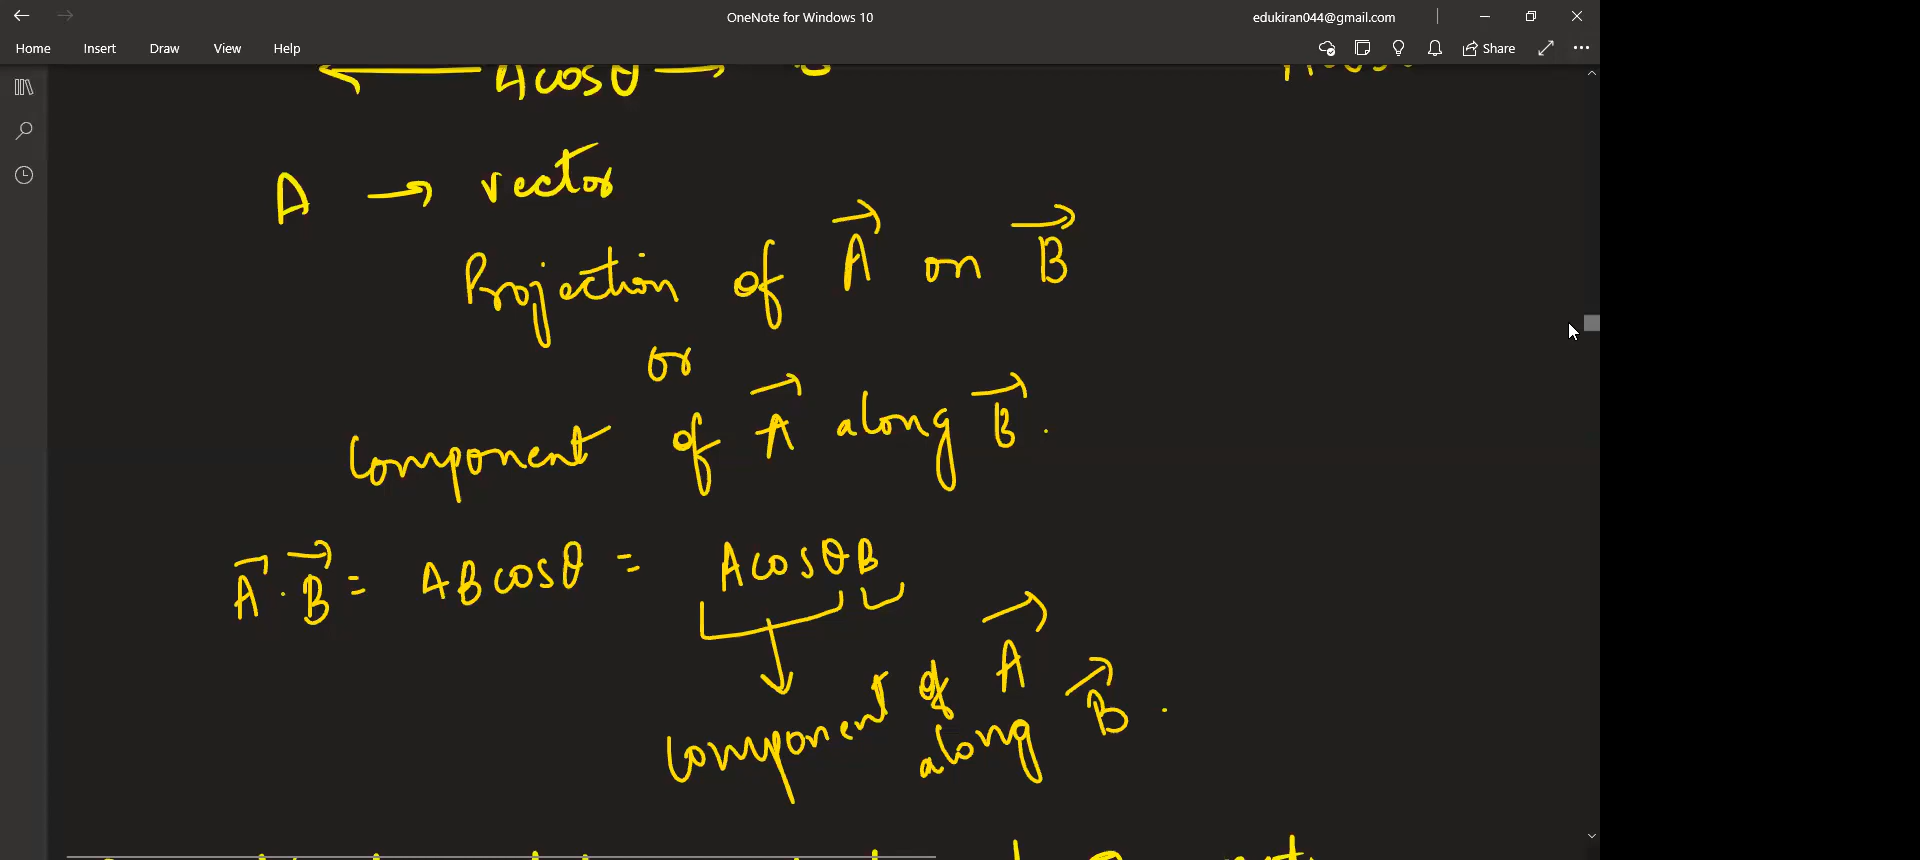 OneNote for Windows 10
edukiran044@gmail.com
Home Insert Draw View Help
Share
A cosθ
A → vector
Projection of A⃗ on B⃗
or
Component of A⃗ along B⃗.
A⃗ · B⃗ = AB cosθ = A cosθ B
Component of A⃗
along B⃗.